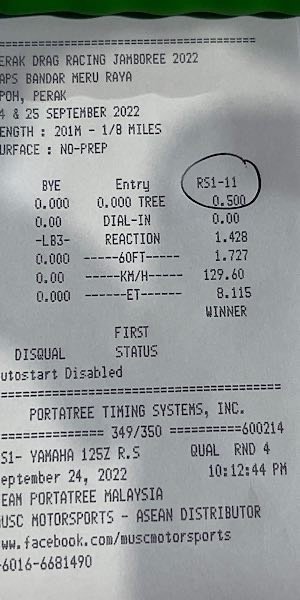 ================================================
ERAK DRAG RACING JAMBOREE 2022
APS BANDAR MERU RAYA
POH, PERAK
4 & 25 SEPTEMBER 2022
ENGTH : 201M - 1/8 MILES
URFACE : NO-PREP
BYE Entry RS1-11
0.000 0.000 TREE 0.500
0.00 DIAL-IN 0.00
-LB3- REACTION 1.428
0.000 -----60FT----- 1.727
0.00 -----KM/H----- 129.60
0.000 ------ET------ 8.115
WINNER
FIRST
DISQUAL STATUS
utostart Disabled
================================================
PORTATREE TIMING SYSTEMS, INC.
============= 349/350 ==========600214
S1- YAMAHA 125Z R.S QUAL RND 4
eptember 24, 2022 10:12:44 PM
EAM PORTATREE MALAYSIA
USC MOTORSPORTS - ASEAN DISTRIBUTOR
ww.facebook.com/muscmotorsports
-6016-6681490